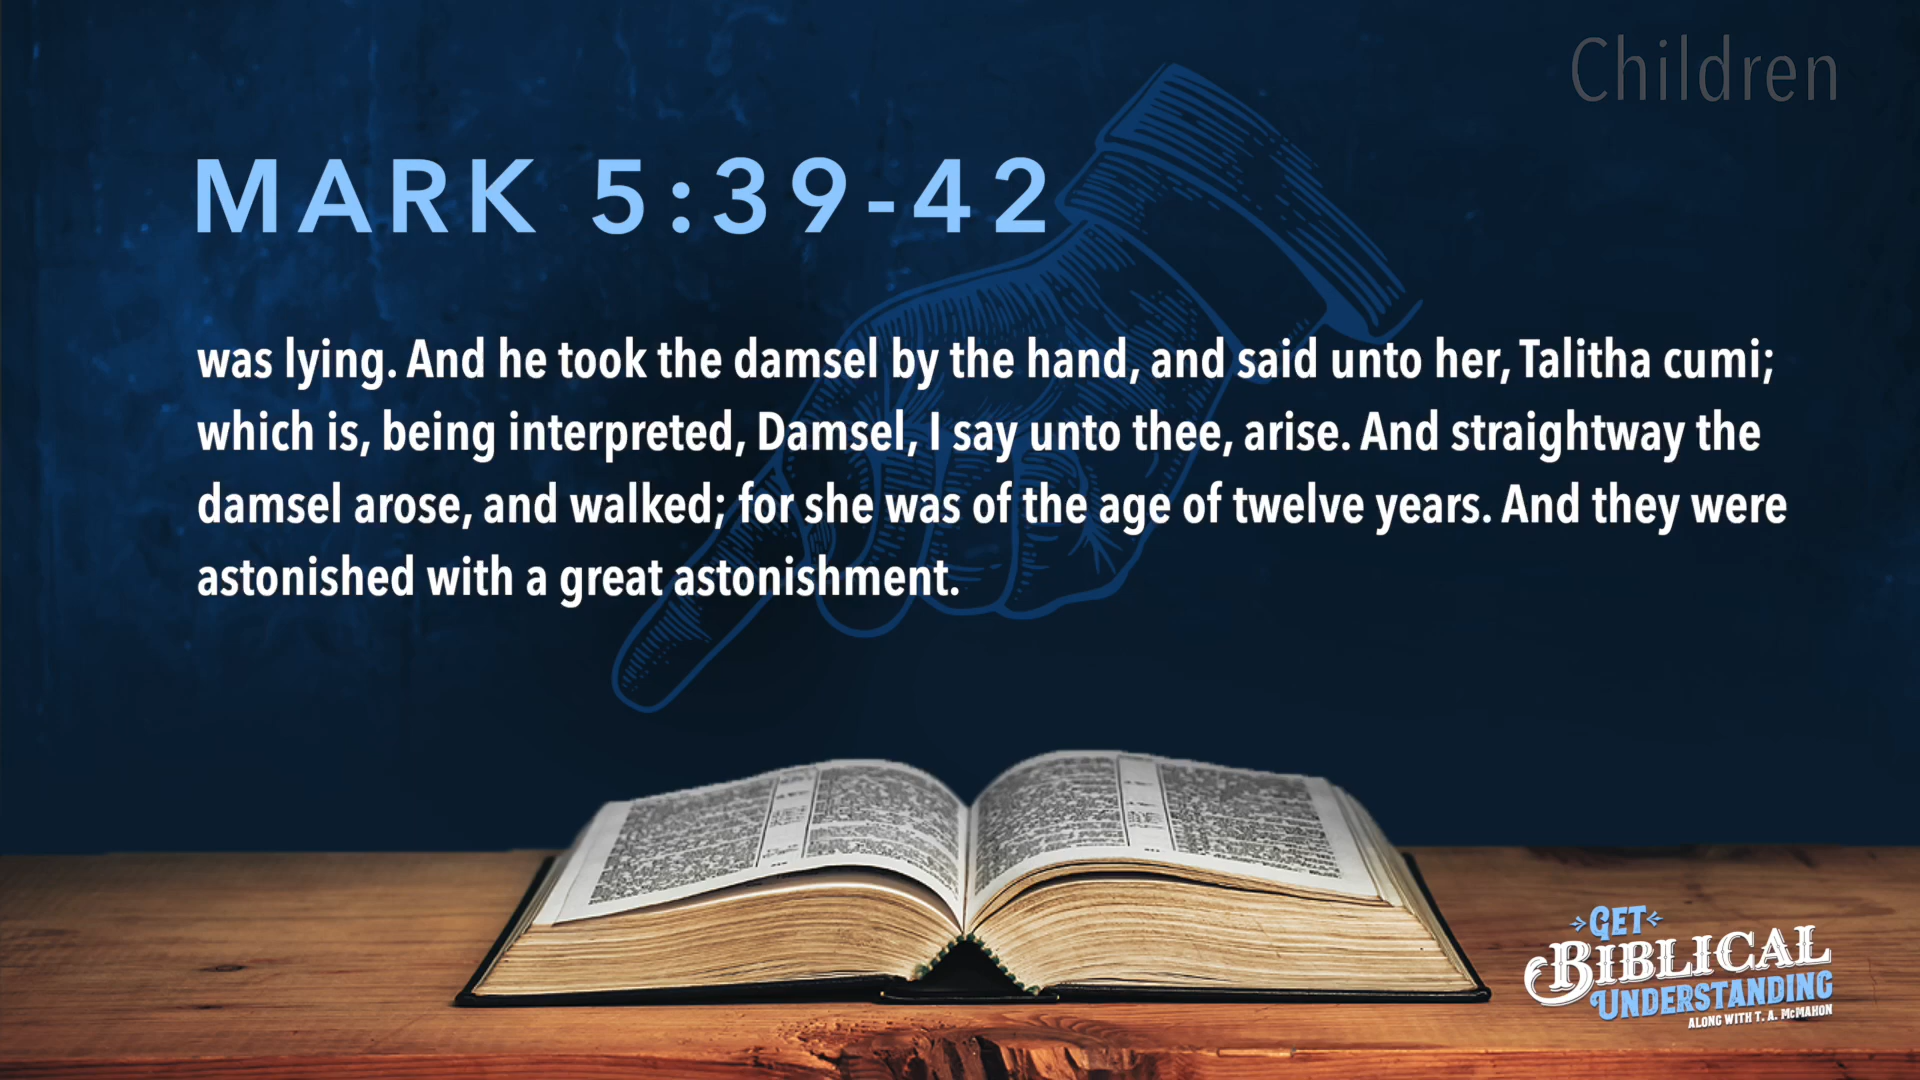 Children
MARK 5:39-42
was lying. And he took the damsel by the hand, and said unto her, Talitha cumi;
which is, being interpreted, Damsel, I say unto thee, arise. And straightway the
damsel arose, and walked; for she was of the age of twelve years. And they were
astonished with a great astonishment.
GET
BIBLICAL
UNDERSTANDING
ALONG WITH T. A. McMAHON